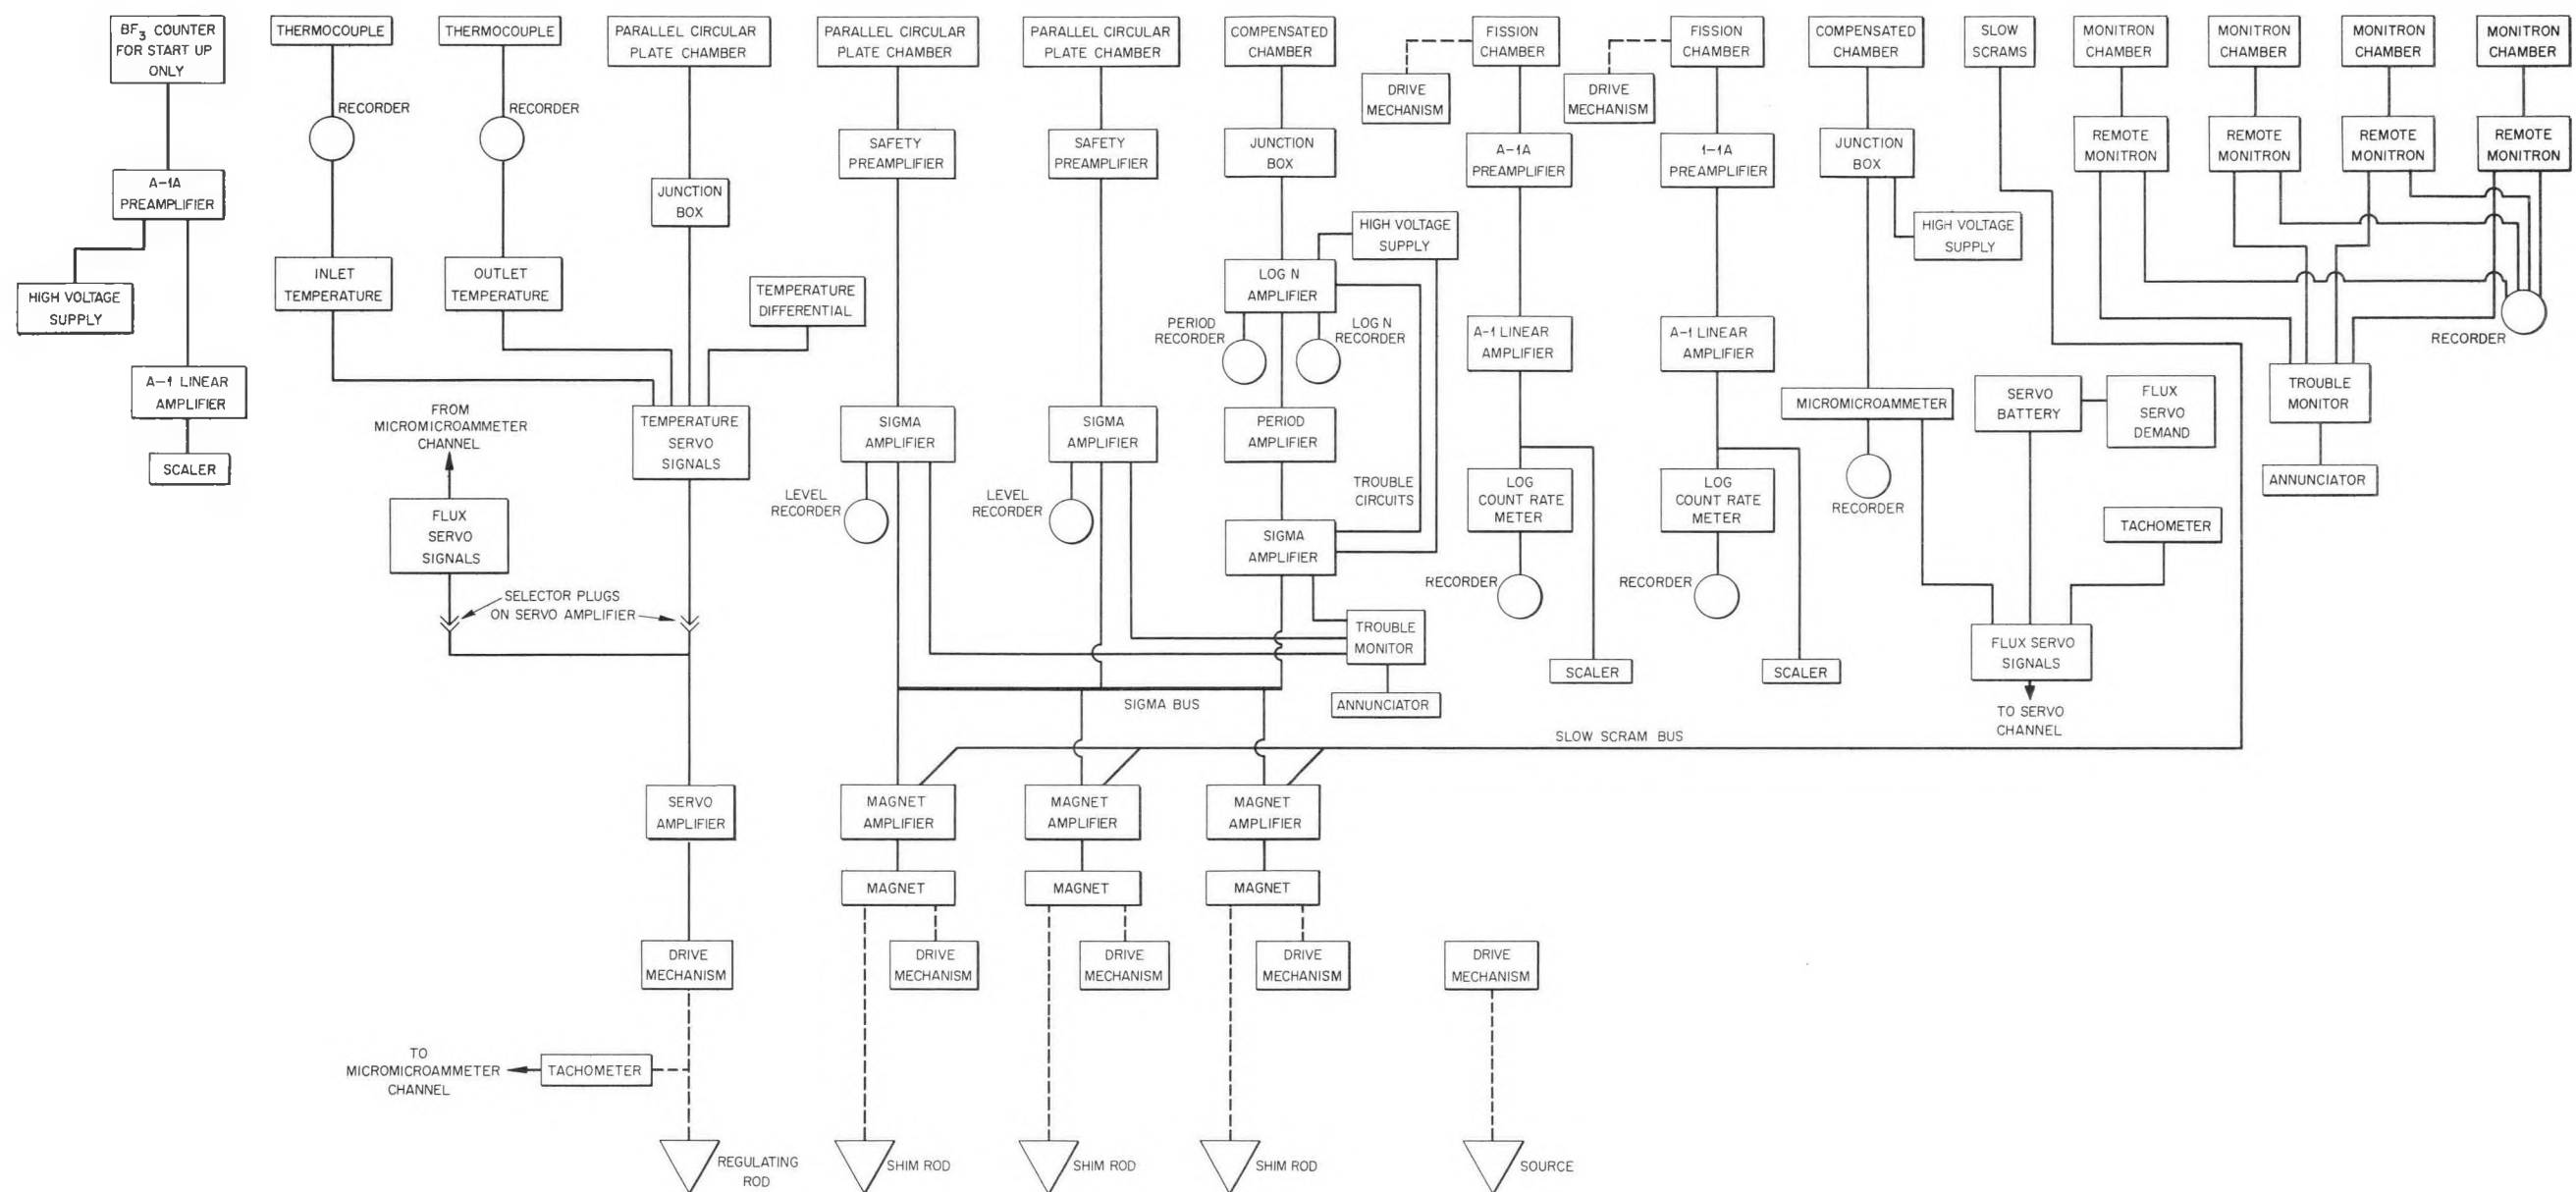 BF3 COUNTER
FOR START UP
ONLY
THERMOCOUPLE
THERMOCOUPLE
PARALLEL CIRCULAR
PLATE CHAMBER
PARALLEL CIRCULAR
PLATE CHAMBER
PARALLEL CIRCULAR
PLATE CHAMBER
COMPENSATED
CHAMBER
FISSION
CHAMBER
FISSION
CHAMBER
COMPENSATED
CHAMBER
SLOW
SCRAMS
MONITRON
CHAMBER
MONITRON
CHAMBER
MONITRON
CHAMBER
MONITRON
CHAMBER
DRIVE
MECHANISM
DRIVE
MECHANISM
RECORDER
RECORDER
A-1A
PREAMPLIFIER
JUNCTION
BOX
SAFETY
PREAMPLIFIER
SAFETY
PREAMPLIFIER
JUNCTION
BOX
A-1A
PREAMPLIFIER
1-1A
PREAMPLIFIER
JUNCTION
BOX
REMOTE
MONITRON
REMOTE
MONITRON
REMOTE
MONITRON
REMOTE
MONITRON
HIGH VOLTAGE
SUPPLY
HIGH VOLTAGE
SUPPLY
HIGH VOLTAGE
SUPPLY
INLET
TEMPERATURE
OUTLET
TEMPERATURE
TEMPERATURE
DIFFERENTIAL
LOG N
AMPLIFIER
PERIOD
RECORDER
LOG N
RECORDER
A-1 LINEAR
AMPLIFIER
A-1 LINEAR
AMPLIFIER
RECORDER
A-1 LINEAR
AMPLIFIER
SCALER
FROM
MICROMICROAMMETER
CHANNEL
TEMPERATURE
SERVO
SIGNALS
SIGMA
AMPLIFIER
SIGMA
AMPLIFIER
PERIOD
AMPLIFIER
MICROMICROAMMETER
SERVO
BATTERY
FLUX
SERVO
DEMAND
TROUBLE
MONITOR
ANNUNCIATOR
FLUX
SERVO
SIGNALS
LEVEL
RECORDER
LEVEL
RECORDER
TROUBLE
CIRCUITS
SIGMA
AMPLIFIER
LOG
COUNT RATE
METER
LOG
COUNT RATE
METER
RECORDER
TACHOMETER
SELECTOR PLUGS
ON SERVO AMPLIFIER
RECORDER
RECORDER
TROUBLE
MONITOR
ANNUNCIATOR
SCALER
SCALER
FLUX SERVO
SIGNALS
TO SERVO
CHANNEL
SIGMA BUS
SLOW SCRAM BUS
SERVO
AMPLIFIER
MAGNET
AMPLIFIER
MAGNET
AMPLIFIER
MAGNET
AMPLIFIER
MAGNET
MAGNET
MAGNET
DRIVE
MECHANISM
DRIVE
MECHANISM
DRIVE
MECHANISM
DRIVE
MECHANISM
DRIVE
MECHANISM
TO
MICROMICROAMMETER
CHANNEL
TACHOMETER
REGULATING
ROD
SHIM ROD
SHIM ROD
SHIM ROD
SOURCE